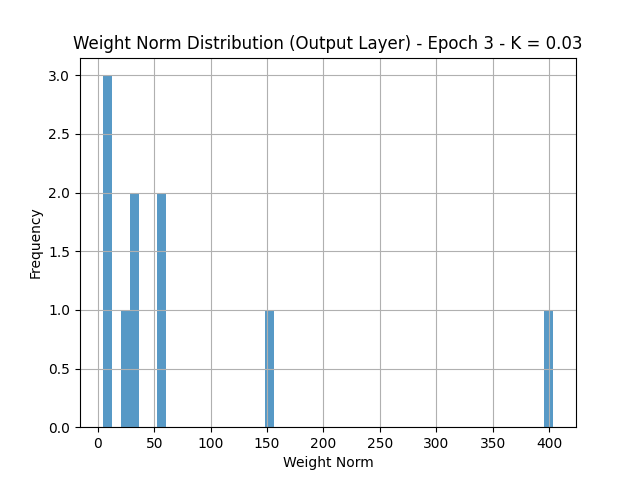 Weight Norm Distribution (Output Layer) - Epoch 3 - K = 0.03
3.0
2.5
2.0
1.5
1.0
0.5
0.0
Frequency
0 50 100 150 200 250 300 350 400
Weight Norm